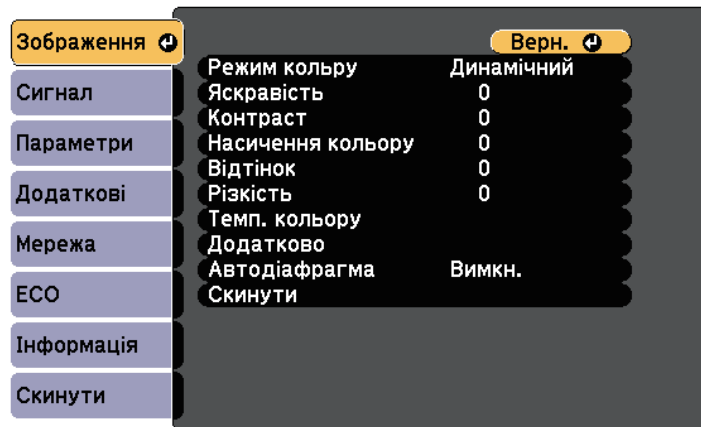 Зображення
Сигнал
Параметри
Додаткові
Мережа
ECO
Інформація
Скинути
Верн.
Режим кольру Динамічний
Яскравість 0
Контраст 0
Насичення кольору 0
Відтінок 0
Різкість 0
Темп. кольору
Додатково
Автодіафрагма Вимкн.
Скинути